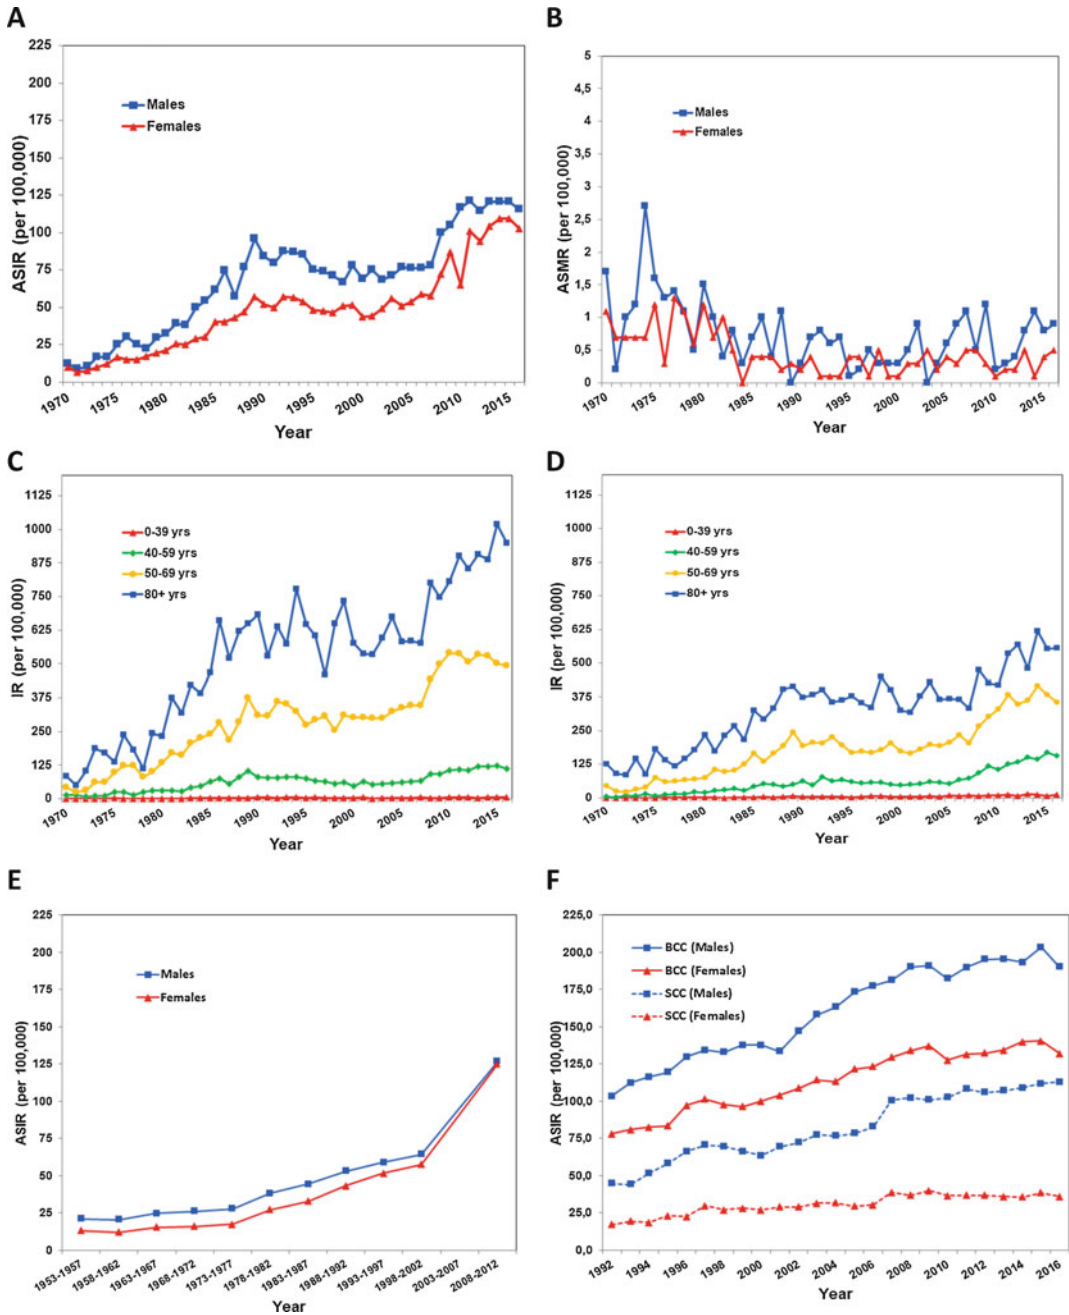 A
225
200
175
150
125
100
75
50
25
0
ASIR (per 100,000)
Males
Females
1970 1975 1980 1985 1990 1995 2000 2005 2010 2015
Year
B
5
4,5
4
3,5
3
2,5
2
1,5
1
0,5
0
ASMR (per 100,000)
Males
Females
1970 1975 1980 1985 1990 1995 2000 2005 2010 2015
Year
C
1125
1000
875
750
625
500
375
250
125
0
IR (per 100,000)
0-39 yrs
40-59 yrs
50-69 yrs
80+ yrs
1970 1975 1980 1985 1990 1995 2000 2005 2010 2015
Year
D
1125
1000
875
750
625
500
375
250
125
0
IR (per 100,000)
0-39 yrs
40-59 yrs
50-69 yrs
80+ yrs
1970 1975 1980 1985 1990 1995 2000 2005 2010 2015
Year
E
225
200
175
150
125
100
75
50
25
0
ASIR (per 100,000)
Males
Females
1953-1957 1958-1962 1963-1967 1968-1972 1973-1977 1978-1982 1983-1987 1988-1992 1993-1997 1998-2002 2003-2007 2008-2012
Year
F
225,0
200,0
175,0
150,0
125,0
100,0
75,0
50,0
25,0
0,0
ASIR (per 100,000)
BCC (Males)
BCC (Females)
SCC (Males)
SCC (Females)
1992 1994 1996 1998 2000 2002 2004 2006 2008 2010 2012 2014 2016
Year